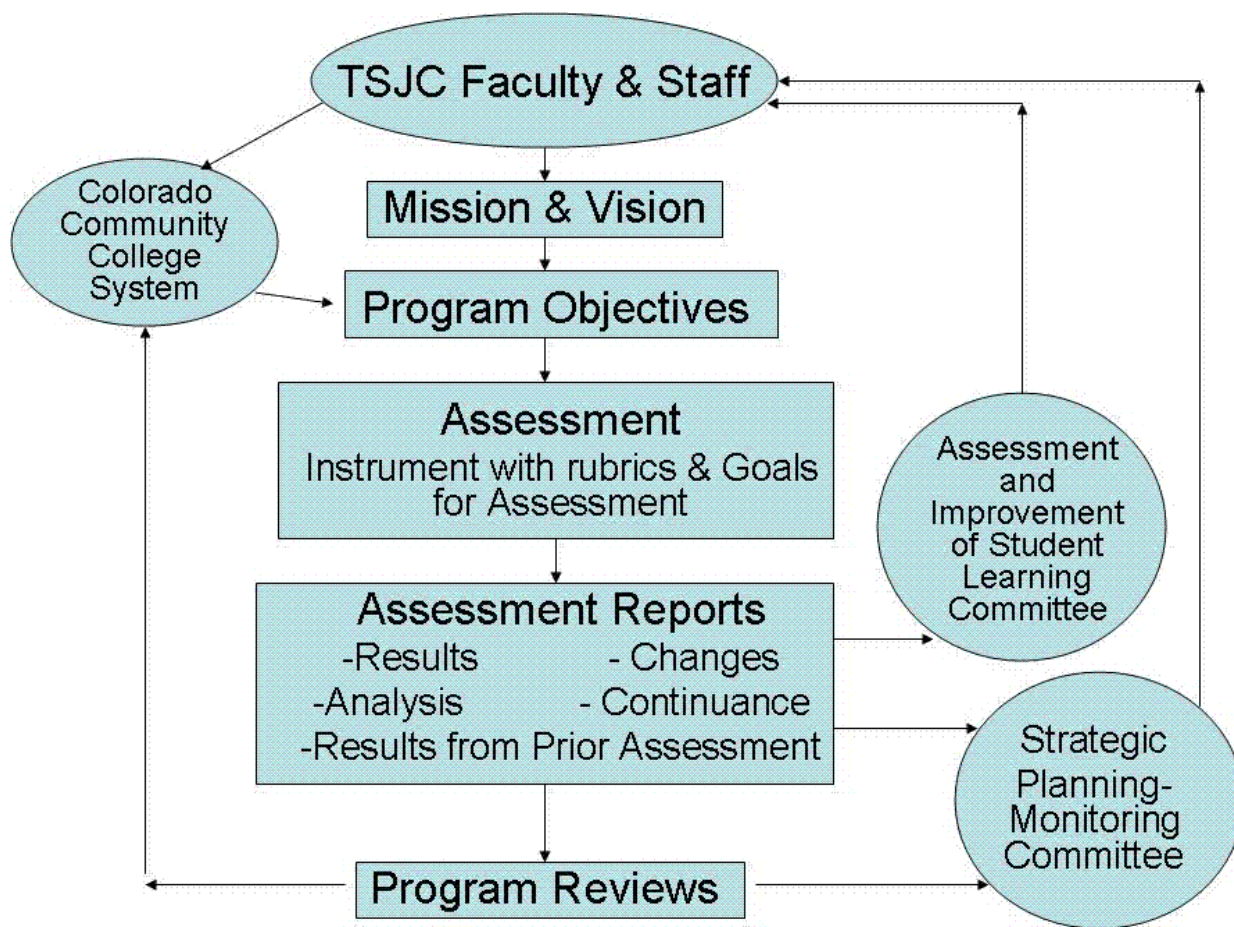 TSJC Faculty & Staff
Colorado
Community
College
System
Mission & Vision
Program Objectives
Assessment
Instrument with rubrics & Goals
for Assessment
Assessment
and
Improvement
of Student
Learning
Committee
Assessment Reports
-Results - Changes
-Analysis - Continuance
-Results from Prior Assessment
Strategic
Planning-
Monitoring
Committee
Program Reviews